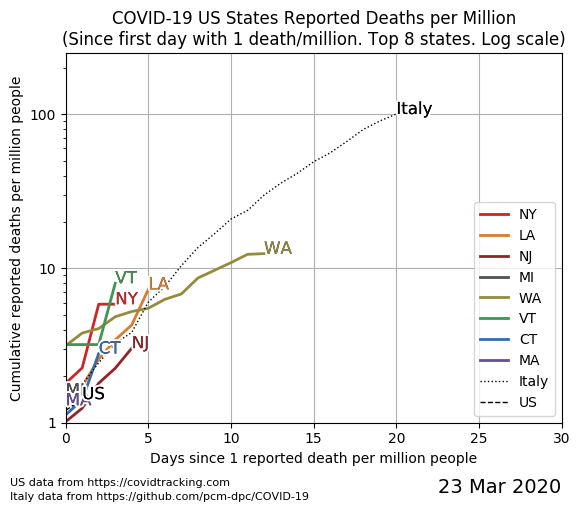 COVID-19 US States Reported Deaths per Million
(Since first day with 1 death/million. Top 8 states. Log scale)
Cumulative reported deaths per million people
100
10
1
Italy
WA
VT
LA
NY
CT
NJ
US
NY
LA
NJ
MI
WA
VT
CT
MA
Italy
US
0 5 10 15 20 25 30
Days since 1 reported death per million people
US data from https://covidtracking.com
Italy data from https://github.com/pcm-dpc/COVID-19
23 Mar 2020